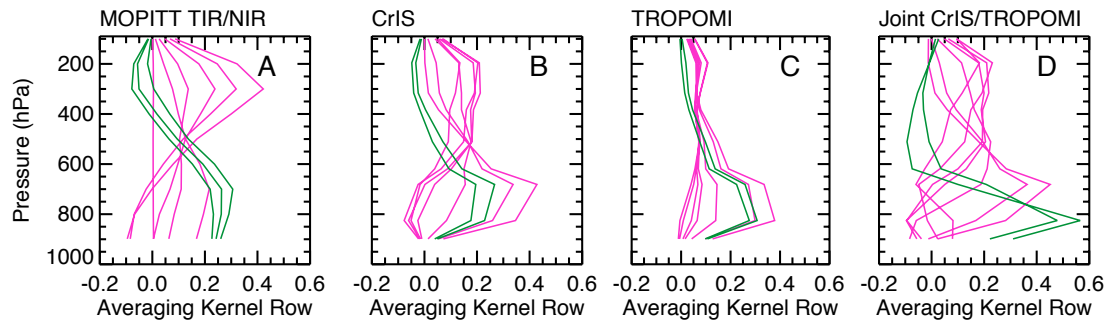 MOPITT TIR/NIR
CrIS
TROPOMI
Joint CrIS/TROPOMI
A
B
C
D
Pressure (hPa)
200
400
600
800
1000
-0.2 0.0 0.2 0.4 0.6
-0.2 0.0 0.2 0.4 0.6
-0.2 0.0 0.2 0.4 0.6
-0.2 0.0 0.2 0.4 0.6
Averaging Kernel Row
Averaging Kernel Row
Averaging Kernel Row
Averaging Kernel Row